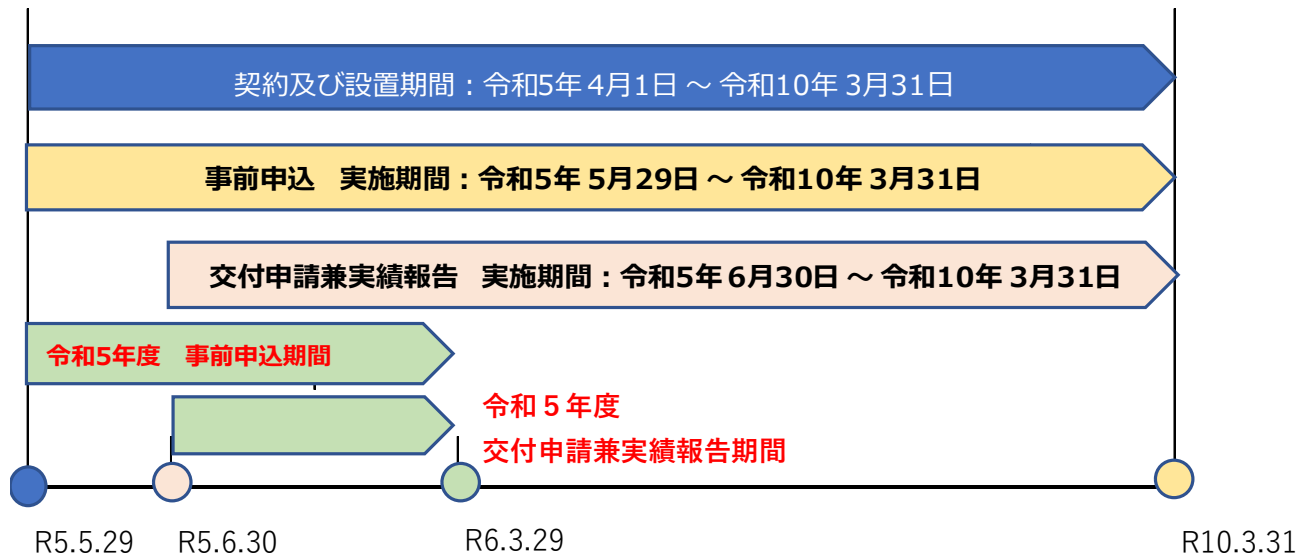 契約及び設置期間：令和5年 4月1日 ～ 令和10年 3月31日
事前申込　実施期間：令和5年 5月29日 ～ 令和10年 3月31日
交付申請兼実績報告　実施期間：令和5年 6月30日 ～ 令和10年 3月31日
令和5年度　事前申込期間
令和５年度
交付申請兼実績報告期間
R5.5.29
R5.6.30
R6.3.29
R10.3.31